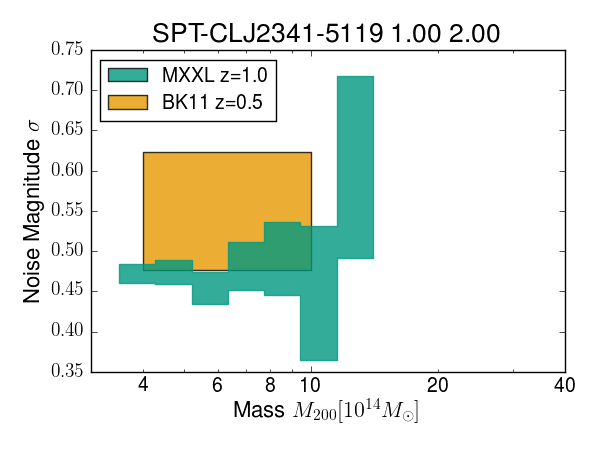 SPT-CLJ2341-5119 1.00 2.00
0.75
0.70
0.65
0.60
0.55
0.50
0.45
0.40
0.35
Noise Magnitude σ
MXXL z=1.0
BK11 z=0.5
4 6 8 10 20 40
Mass M₂₀₀[10¹⁴M☉]